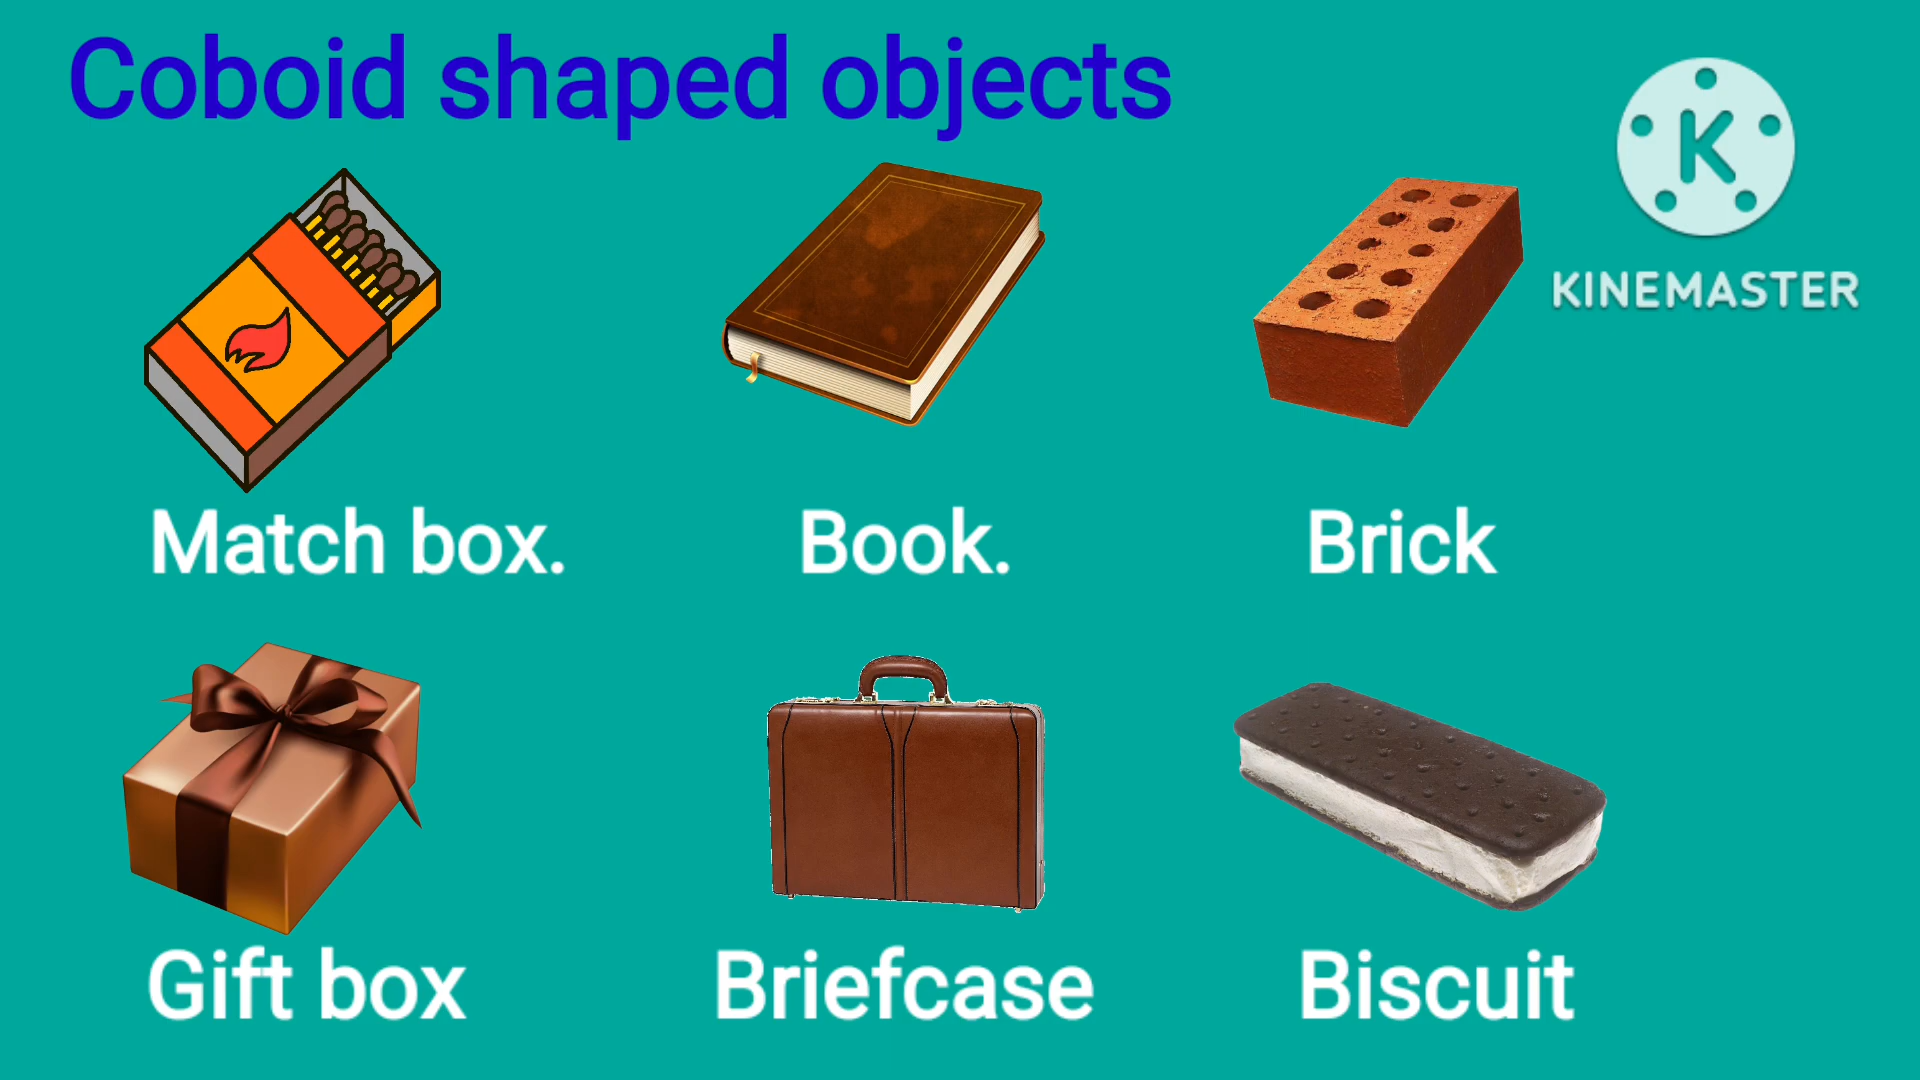 Coboid shaped objects
K
KINEMASTER
Match box. Book. Brick
Gift box Briefcase Biscuit